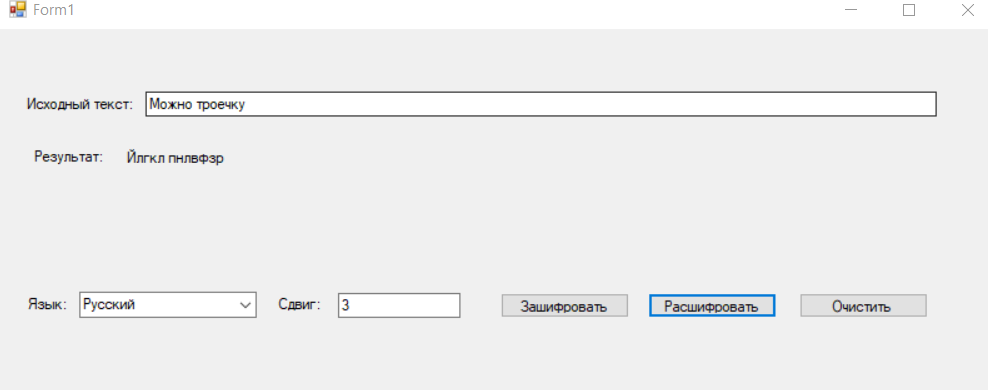 Form1
Исходный текст: Можно троечку
Результат: Йлгкл пнлвфзр
Язык: Русский Сдвиг: 3 Зашифровать Расшифровать Очистить